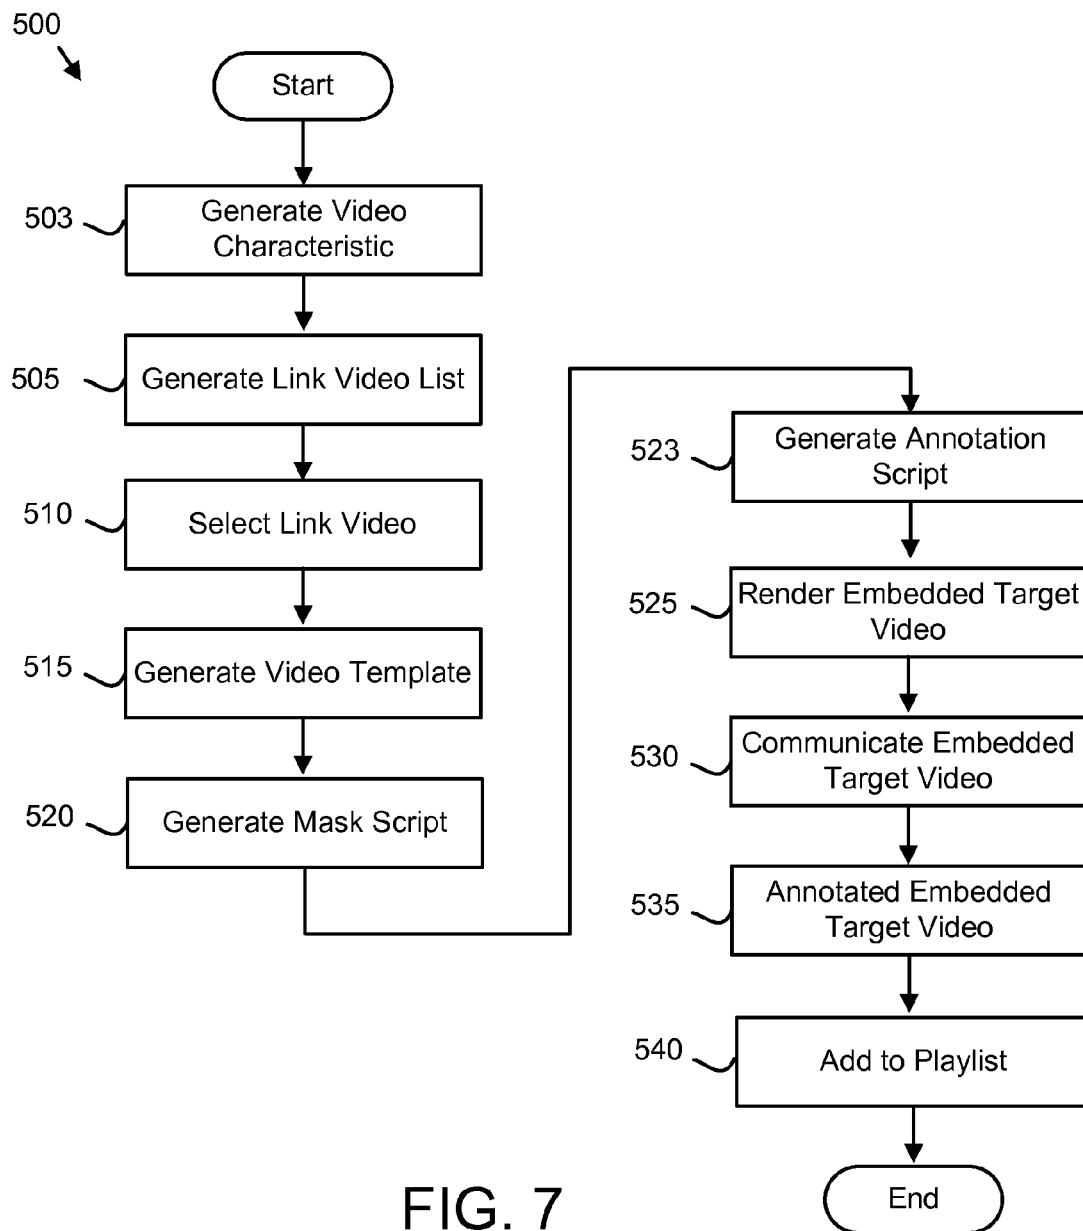 500
Start
503
Generate Video
Characteristic
505
Generate Link Video List
510
Select Link Video
515
Generate Video Template
520
Generate Mask Script
523
Generate Annotation
Script
525
Render Embedded Target
Video
530
Communicate Embedded
Target Video
535
Annotated Embedded
Target Video
540
Add to Playlist
End
FIG. 7